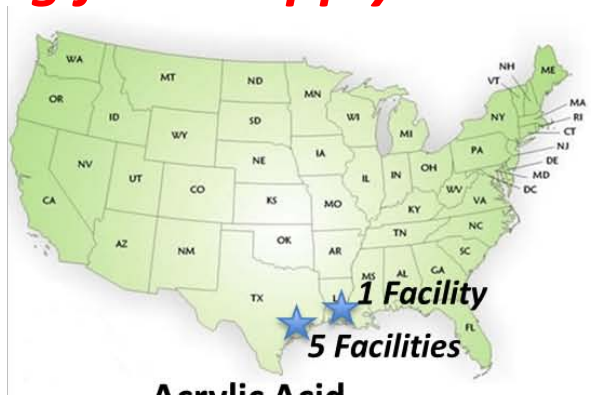 WA
MT
ND
MN
ME
NH
VT
OR
ID
SD
WI
NY
MA
RI
CT
WY
MI
PA
NJ
NV
NE
IA
OH
DE
UT
CO
IL
IN
WV
MD
DC
CA
KS
MO
KY
VA
AZ
NM
OK
AR
TN
NC
SC
TX
MS
AL
GA
1 Facility
5 Facilities
FL
Acrylic Acid